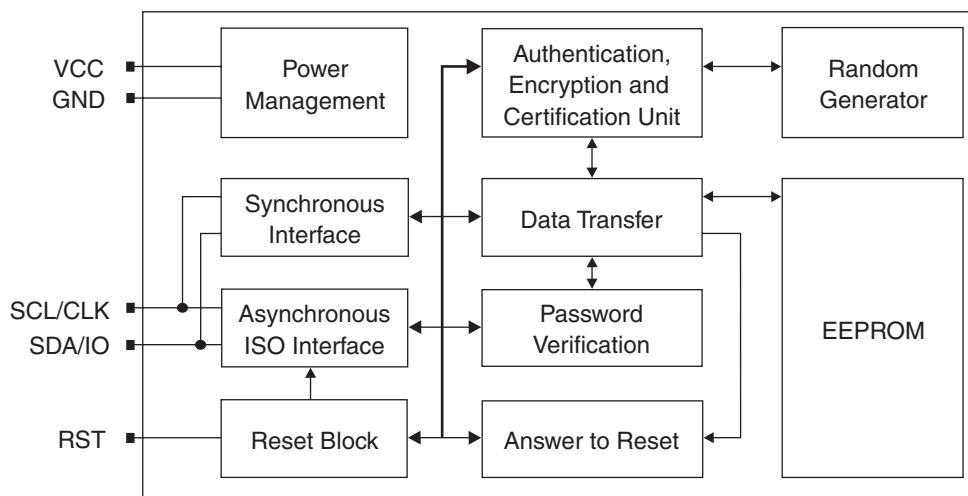 VCC
GND
Power
Management
Authentication,
Encryption and
Certification Unit
Random
Generator
Synchronous
Interface
Data Transfer
EEPROM
SCL/CLK
SDA/IO
Asynchronous
ISO Interface
Password
Verification
RST
Reset Block
Answer to Reset